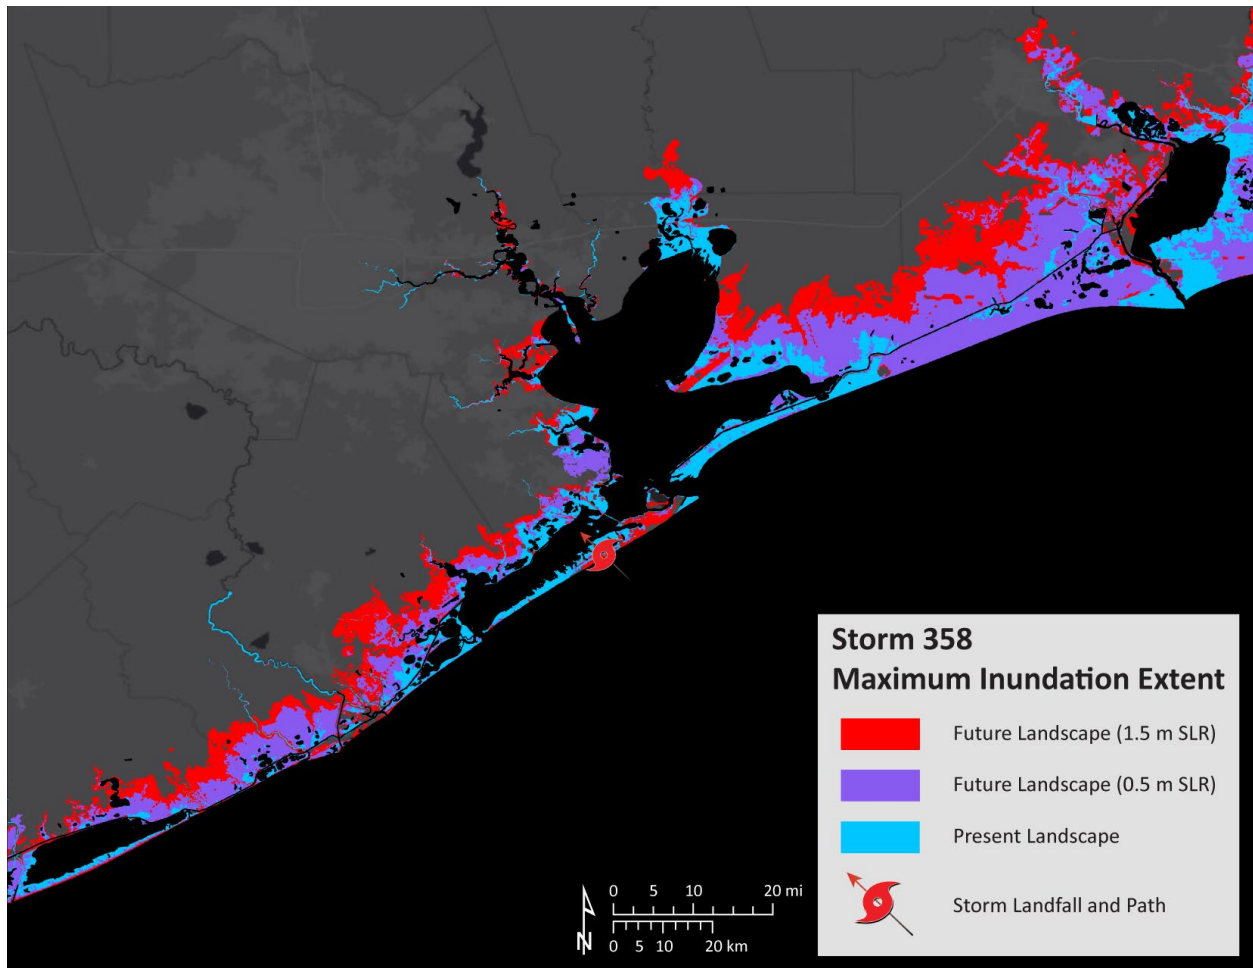 Storm 358
Maximum Inundation Extent
Future Landscape (1.5 m SLR)
Future Landscape (0.5 m SLR)
Present Landscape
Storm Landfall and Path
0 5 10 20 mi
N
0 5 10 20 km